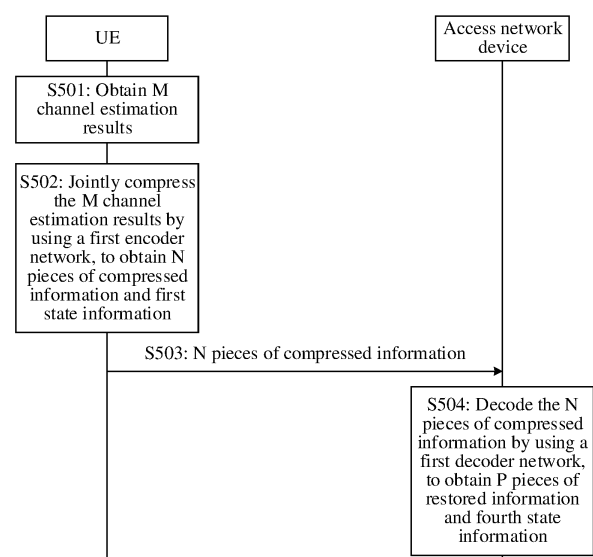 UE
Access network
device
S501: Obtain M
channel estimation
results
S502: Jointly compress
the M channel
estimation results by
using a first encoder
network, to obtain N
pieces of compressed
information and first
state information
S503: N pieces of compressed information
S504: Decode the N
pieces of compressed
information by using a
first decoder network,
to obtain P pieces of
restored information
and fourth state
information